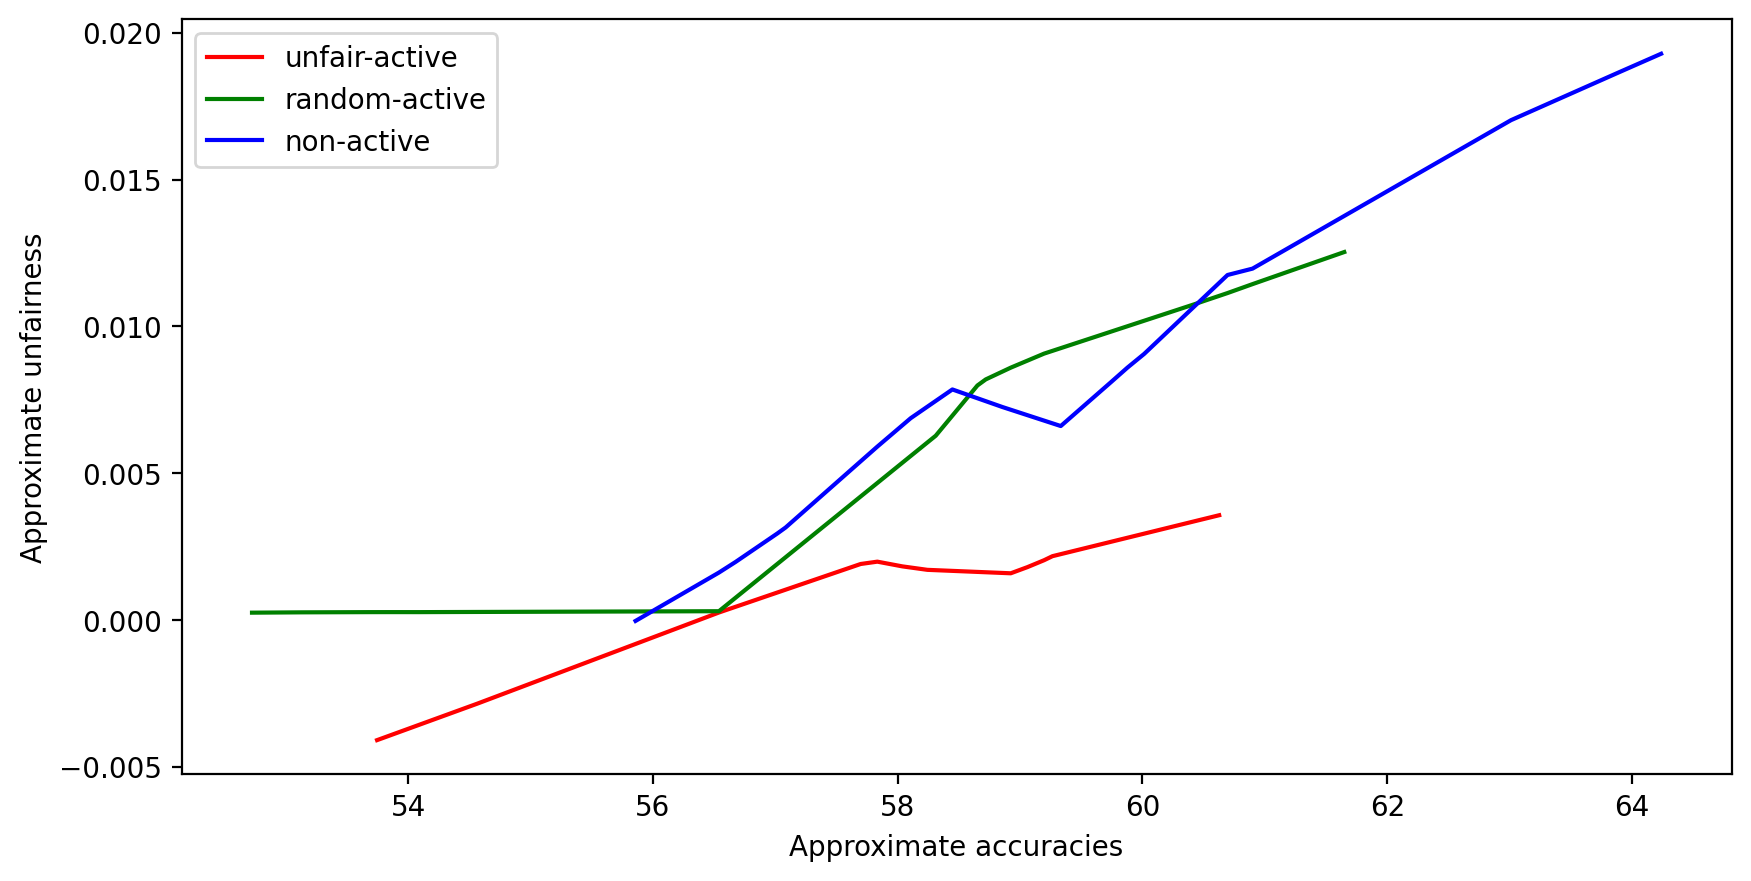 0.020
0.015
0.010
0.005
0.000
−0.005
Approximate unfairness
unfair-active
random-active
non-active
54
56
58
60
62
64
Approximate accuracies